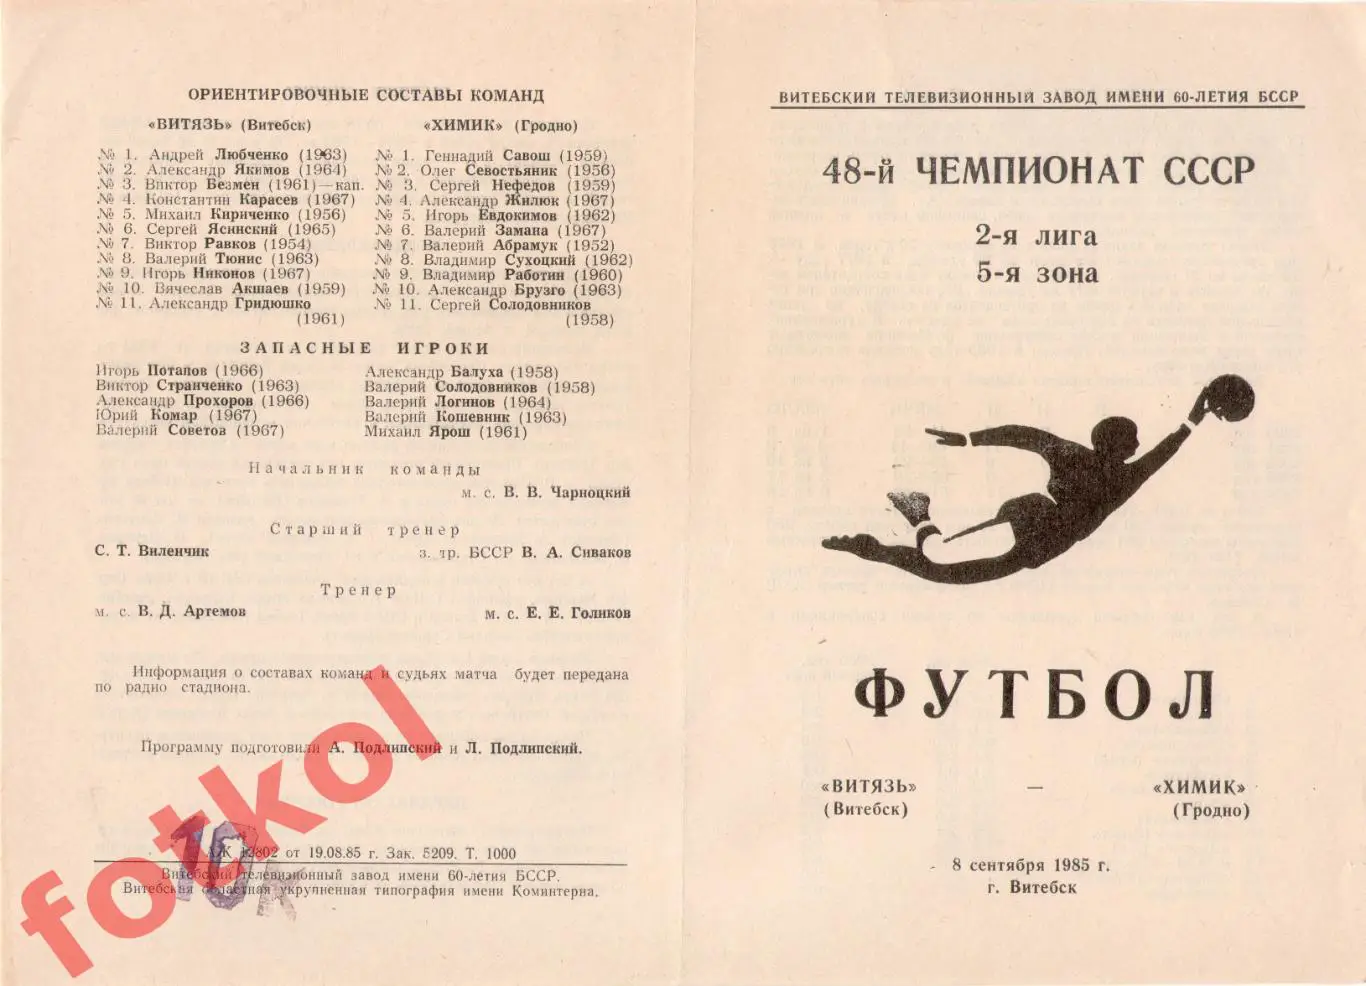 ОРИЕНТИРОВОЧНЫЕ СОСТАВЫ КОМАНД
«ВИТЯЗЬ» (Витебск)
№ 1. Андрей Любченко (1963)
№ 2. Александр Якимов (1964)
№ 3. Виктор Безмен (1961)—кап.
№ 4. Константин Карасев (1967)
№ 5. Михаил Кириченко (1956)
№ 6. Сергей Ясинский (1965)
№ 7. Виктор Равков (1954)
№ 8. Валерий Тюнис (1963)
№ 9. Игорь Никонов (1967)
№ 10. Вячеслав Акшаев (1959)
№ 11. Александр Гридюшко
(1961)
«ХИМИК» (Гродно)
№ 1. Геннадий Савош (1959)
№ 2. Олег Севостьяник (1956)
№ 3. Сергей Нефедов (1959)
№ 4. Александр Жилюк (1967)
№ 5. Игорь Евдокимов (1962)
№ 6. Валерий Замана (1967)
№ 7. Валерий Абрамук (1952)
№ 8. Владимир Сухоцкий (1962)
№ 9. Владимир Работин (1960)
№ 10. Александр Брузго (1963)
№ 11. Сергей Солодовников
(1958)
ЗАПАСНЫЕ ИГРОКИ
Игорь Потапов (1966)
Виктор Странченко (1963)
Александр Прохоров (1966)
Юрий Комар (1967)
Валерий Советов (1967)
Александр Балуха (1958)
Валерий Солодовников (1958)
Валерий Логинов (1964)
Валерий Кошевник (1963)
Михаил Ярош (1961)
Начальник команды
м. с. В. В. Чарноцкий
Старший тренер
С. Т. Виленчик
з. тр. БССР В. А. Сиваков
Тренер
м. с. В. Д. Артемов
м. с. Е. Е. Голиков
Информация о составах команд и судьях матча будет передана
по радио стадиона.
Программу подготовили А. Подлипский и Л. Подлипский.
АЖ 12802 от 19.08.85 г. Зак. 5209. Т. 1000
Витебский телевизионный завод имени 60-летия БССР.
Витебская областная укрупненная типография имени Коминтерна.
10к
fotkol
ВИТЕБСКИЙ ТЕЛЕВИЗИОННЫЙ ЗАВОД ИМЕНИ 60-ЛЕТИЯ БССР
48-й ЧЕМПИОНАТ СССР
2-я лига
5-я зона
ФУТБОЛ
«ВИТЯЗЬ» — «ХИМИК»
(Витебск) (Гродно)
8 сентября 1985 г.
г. Витебск